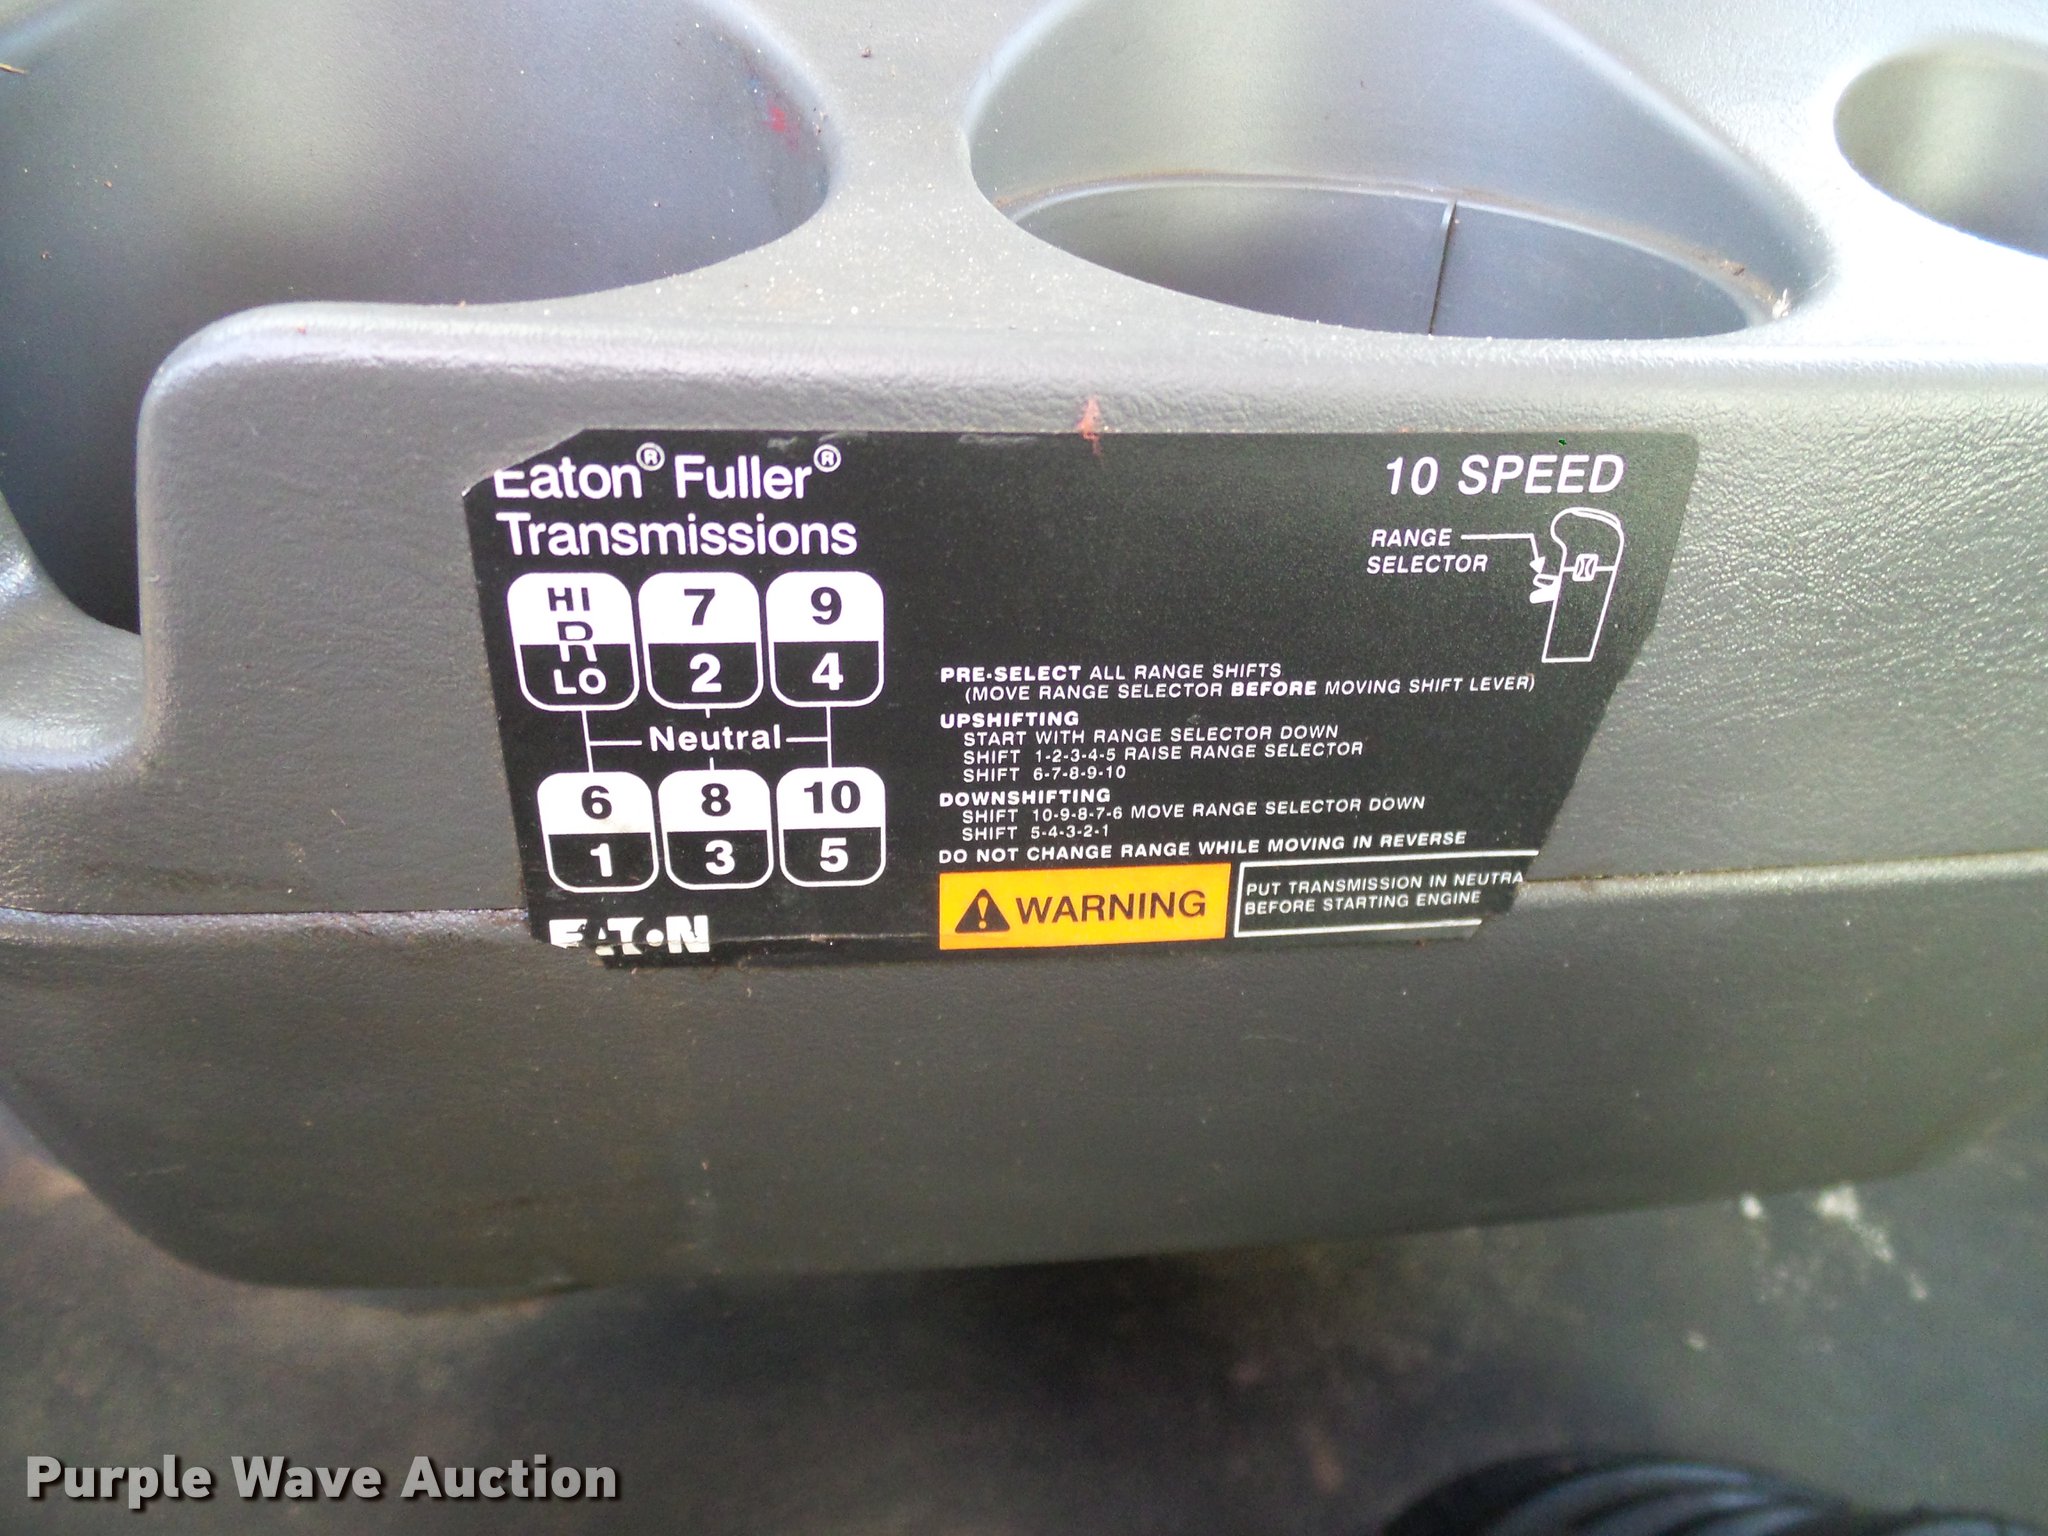 Eaton® Fuller®
Transmissions
10 SPEED
RANGE
SELECTOR
HI
R
LO
7
2
9
4
Neutral
6
1
8
3
10
5
EATON
PRE-SELECT ALL RANGE SHIFTS
(MOVE RANGE SELECTOR BEFORE MOVING SHIFT LEVER)
UPSHIFTING
START WITH RANGE SELECTOR DOWN
SHIFT 1-2-3-4-5 RAISE RANGE SELECTOR
SHIFT 6-7-8-9-10
DOWNSHIFTING
SHIFT 10-9-8-7-6 MOVE RANGE SELECTOR DOWN
SHIFT 5-4-3-2-1
DO NOT CHANGE RANGE WHILE MOVING IN REVERSE
WARNING
PUT TRANSMISSION IN NEUTRA
BEFORE STARTING ENGINE
Purple Wave Auction